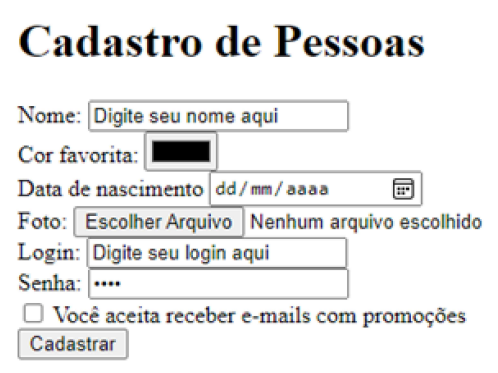 Cadastro de Pessoas
Nome: Digite seu nome aqui
Cor favorita:
Data de nascimento dd/mm/aaaa
Foto: Escolher Arquivo Nenhum arquivo escolhido
Login: Digite seu login aqui
Senha: ••••
Você aceita receber e-mails com promoções
Cadastrar